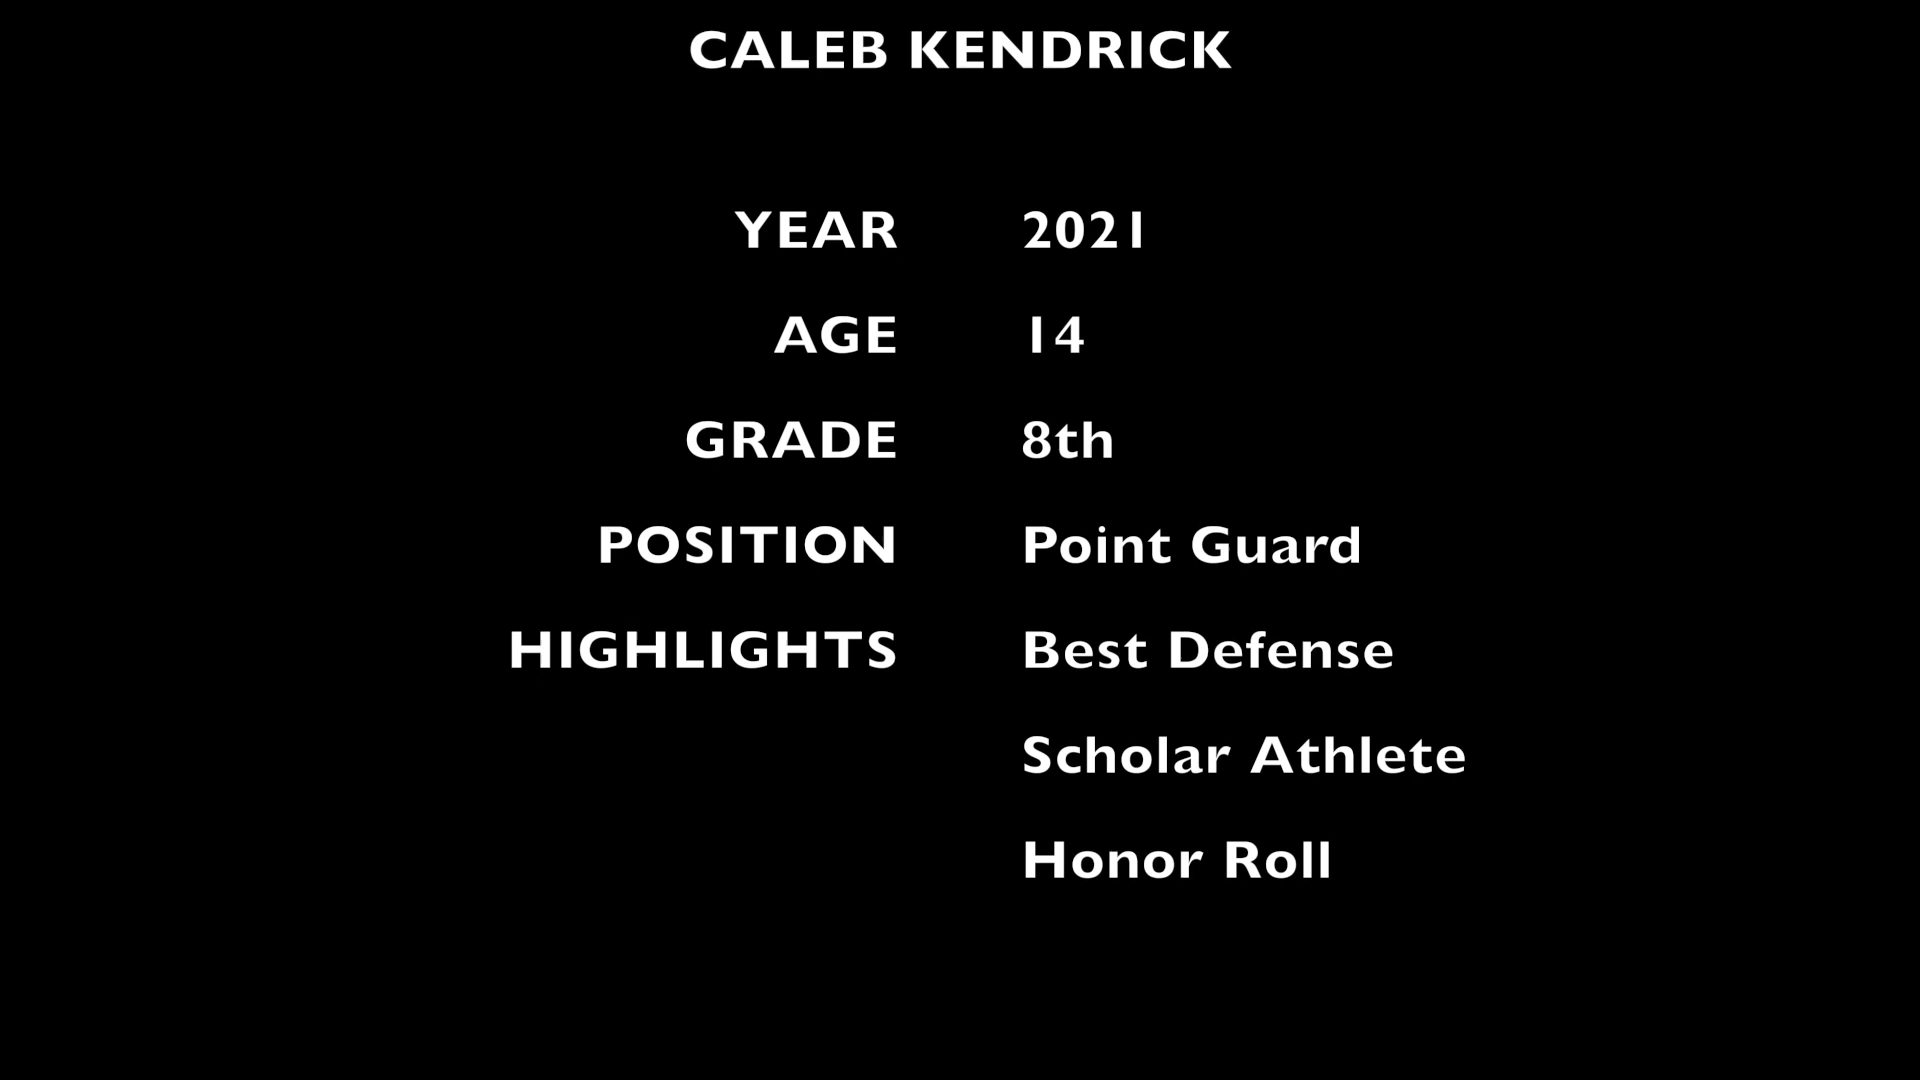 CALEB KENDRICK
YEAR 2021
AGE 14
GRADE 8th
POSITION Point Guard
HIGHLIGHTS Best Defense
Scholar Athlete
Honor Roll